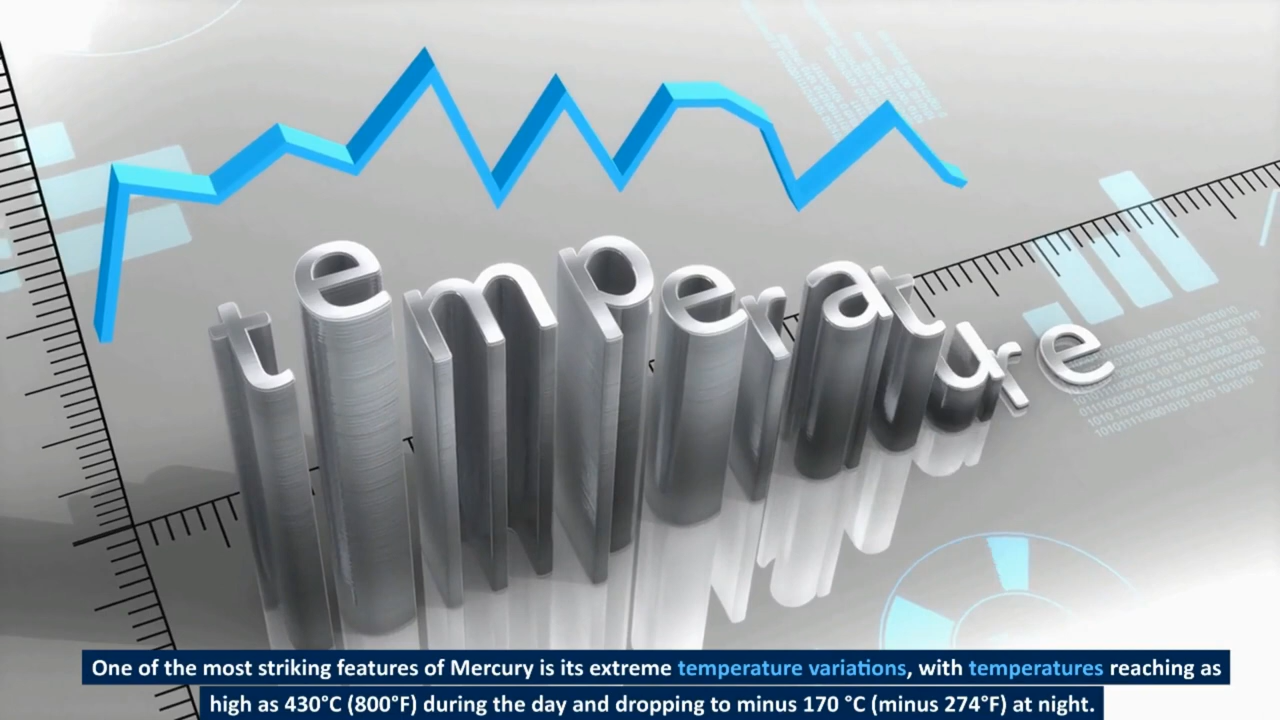 temperature
One of the most striking features of Mercury is its extreme temperature variations, with temperatures reaching as
high as 430°C (800°F) during the day and dropping to minus 170 °C (minus 274°F) at night.